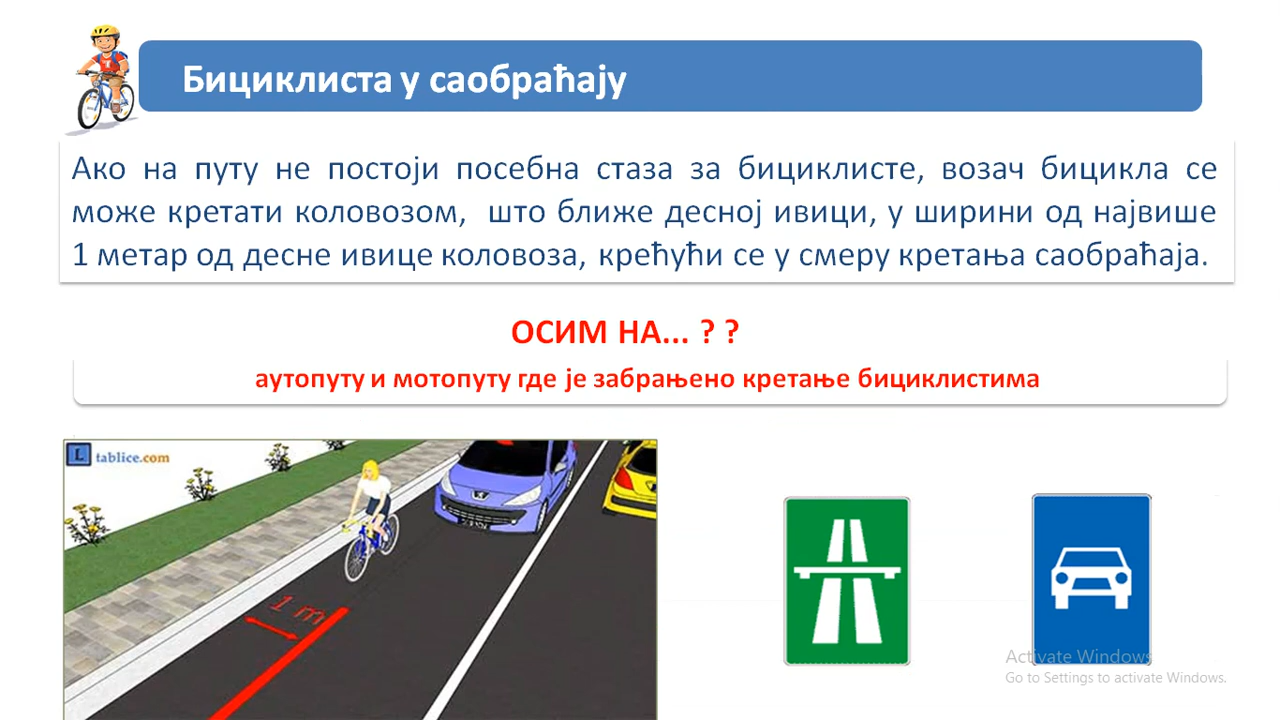 Бициклиста у саобраћају
Ако на путу не постоји посебна стаза за бициклисте, возач бицикла се
може кретати коловозом, што ближе десној ивици, у ширини од највише
1 метар од десне ивице коловоза, крећући се у смеру кретања саобраћаја.
ОСИМ НА... ? ?
аутопуту и мотопуту где је забрањено кретање бициклистима
L tablice.com
1 m
Activate Windows
Go to Settings to activate Windows.